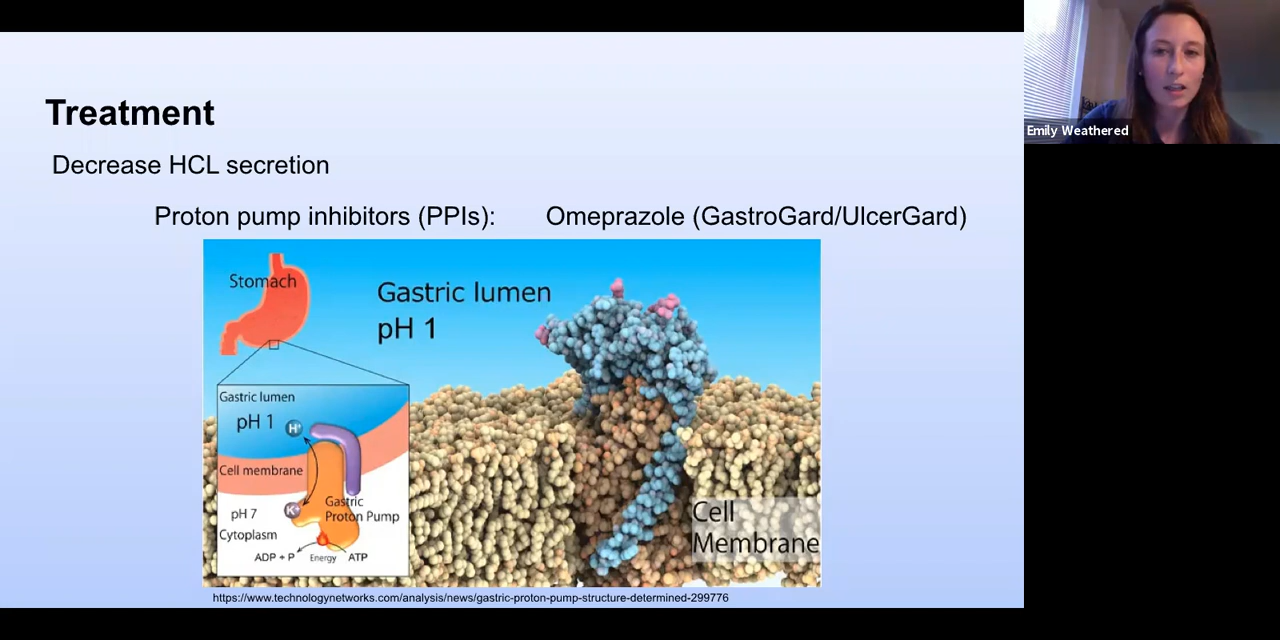 Treatment
Decrease HCL secretion
Proton pump inhibitors (PPIs): Omeprazole (GastroGard/UlcerGard)
Stomach
Gastric lumen
pH 1
Gastric lumen
pH 1
H+
Cell membrane
K+
Gastric
Proton Pump
pH 7
Cytoplasm
ADP + P
Energy
ATP
Cell
Membrane
https://www.technologynetworks.com/analysis/news/gastric-proton-pump-structure-determined-299776
Emily Weathered